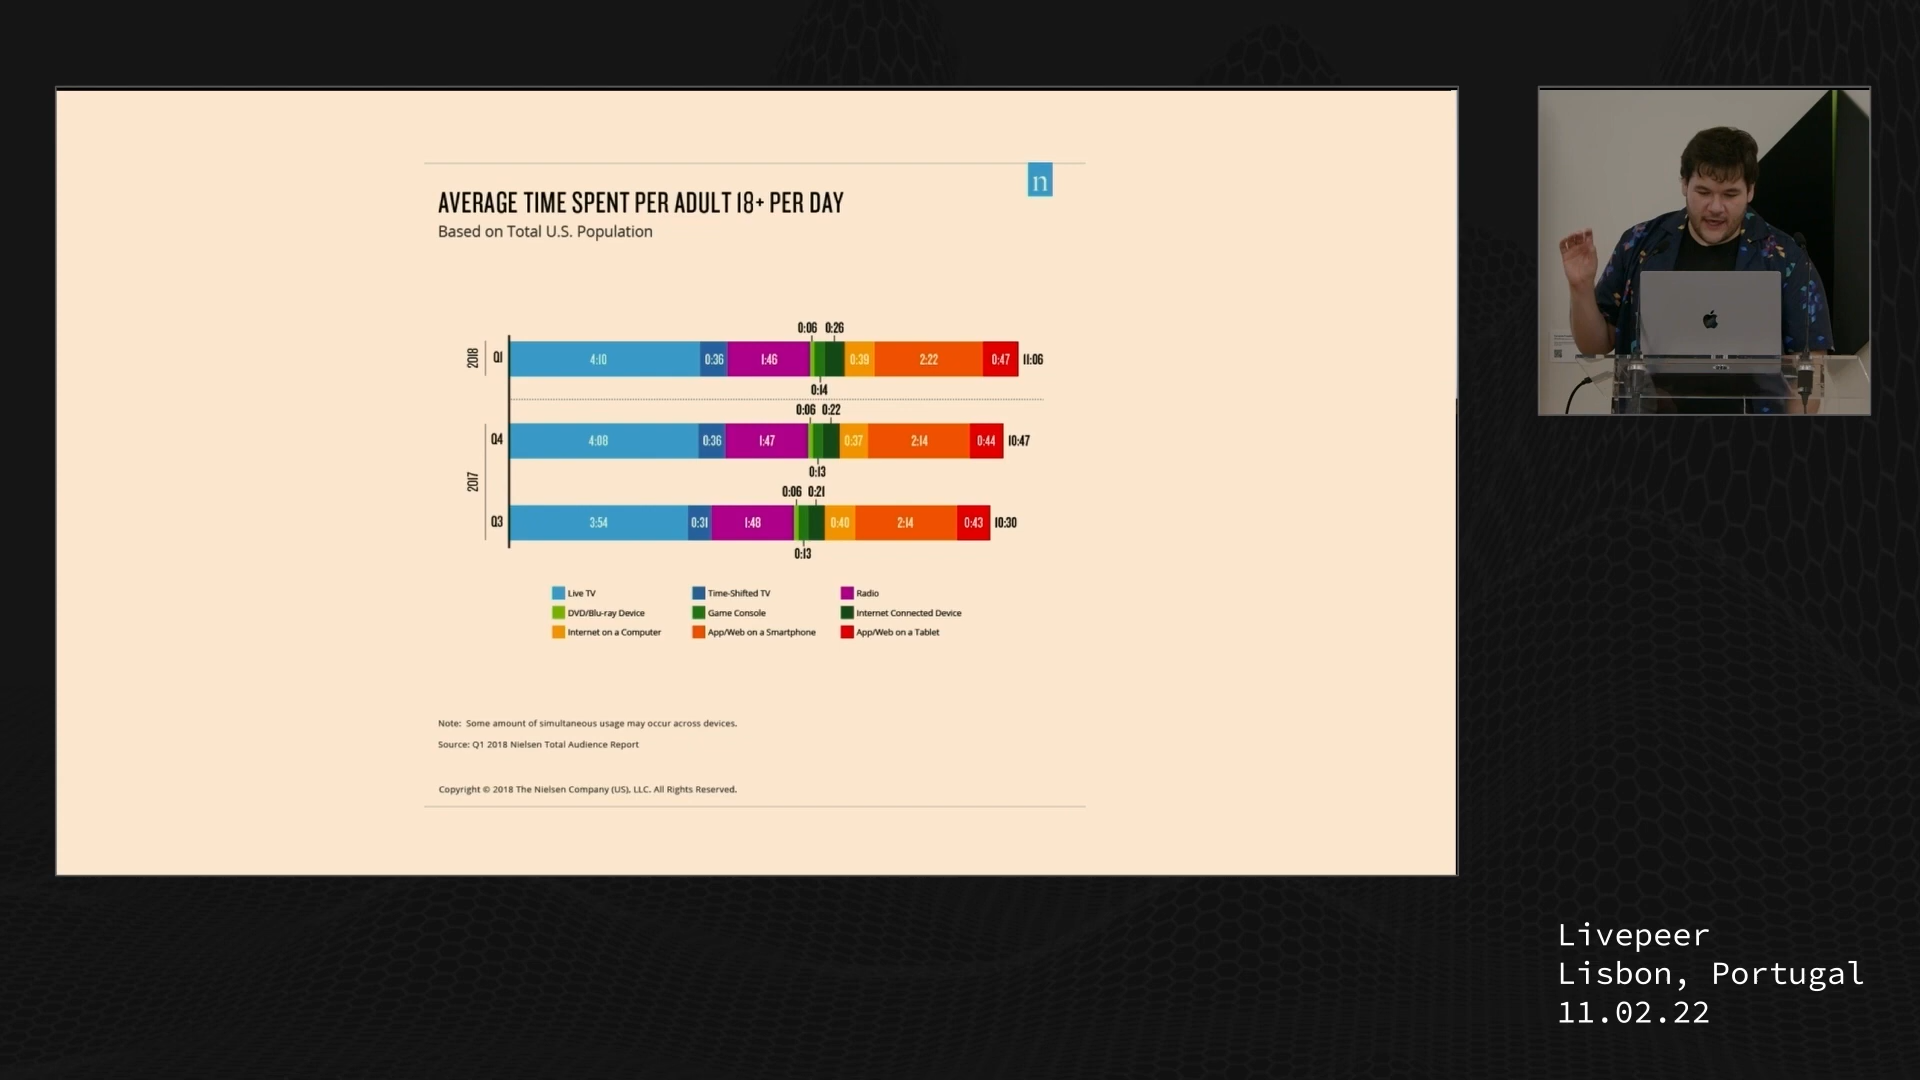 n
AVERAGE TIME SPENT PER ADULT 18+ PER DAY
Based on Total U.S. Population
0:06 0:26
2018 Q1 4:10 0:36 1:46 0:39 2:22 0:47 11:06
0:14
0:06 0:22
Q4 4:08 0:36 1:47 0:37 2:14 0:44 10:47
0:13
2017
0:06 0:21
Q3 3:54 0:31 1:48 0:40 2:14 0:43 10:30
0:13
Live TV Time-Shifted TV Radio
DVD/Blu-ray Device Game Console Internet Connected Device
Internet on a Computer App/Web on a Smartphone App/Web on a Tablet
Note: Some amount of simultaneous usage may occur across devices.
Source: Q1 2018 Nielsen Total Audience Report
Copyright © 2018 The Nielsen Company (US), LLC. All Rights Reserved.
Livepeer
Lisbon, Portugal
11.02.22